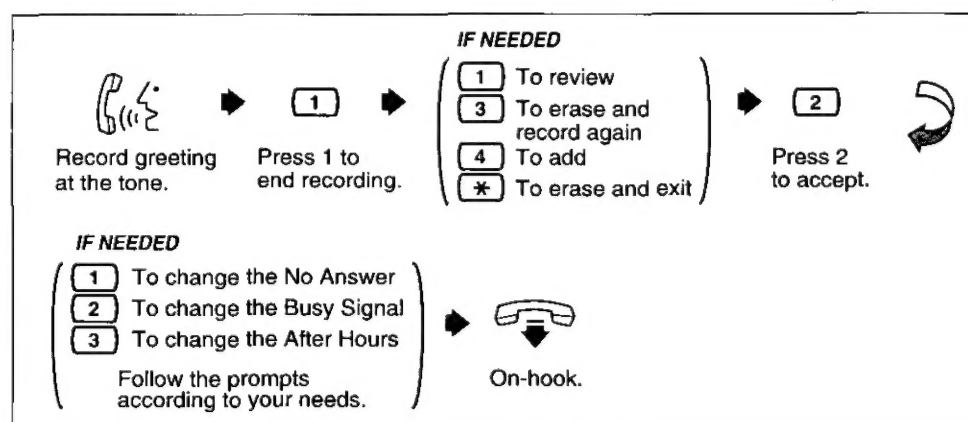 IF NEEDED
Record greeting
at the tone.
1
Press 1 to
end recording.
1 To review
3 To erase and
record again
4 To add
* To erase and exit
2
Press 2
to accept.
IF NEEDED
1 To change the No Answer
2 To change the Busy Signal
3 To change the After Hours
Follow the prompts
according to your needs.
On-hook.